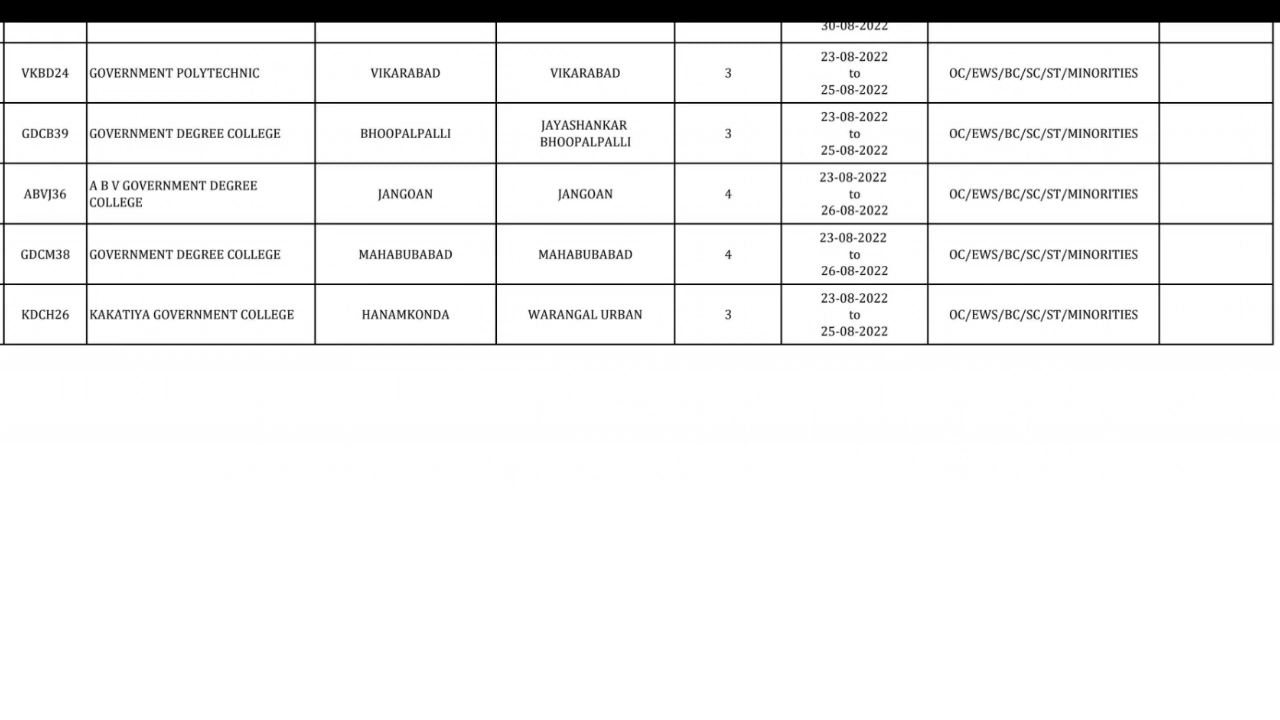 30-08-2022
VKBD24 GOVERNMENT POLYTECHNIC VIKARABAD VIKARABAD 3 23-08-2022 to 25-08-2022 OC/EWS/BC/SC/ST/MINORITIES
GDCB39 GOVERNMENT DEGREE COLLEGE BHOOPALPALLI JAYASHANKAR BHOOPALPALLI 3 23-08-2022 to 25-08-2022 OC/EWS/BC/SC/ST/MINORITIES
ABVJ36 A B V GOVERNMENT DEGREE COLLEGE JANGOAN JANGOAN 4 23-08-2022 to 26-08-2022 OC/EWS/BC/SC/ST/MINORITIES
GDCM38 GOVERNMENT DEGREE COLLEGE MAHABUBABAD MAHABUBABAD 4 23-08-2022 to 26-08-2022 OC/EWS/BC/SC/ST/MINORITIES
KDCH26 KAKATIYA GOVERNMENT COLLEGE HANAMKONDA WARANGAL URBAN 3 23-08-2022 to 25-08-2022 OC/EWS/BC/SC/ST/MINORITIES